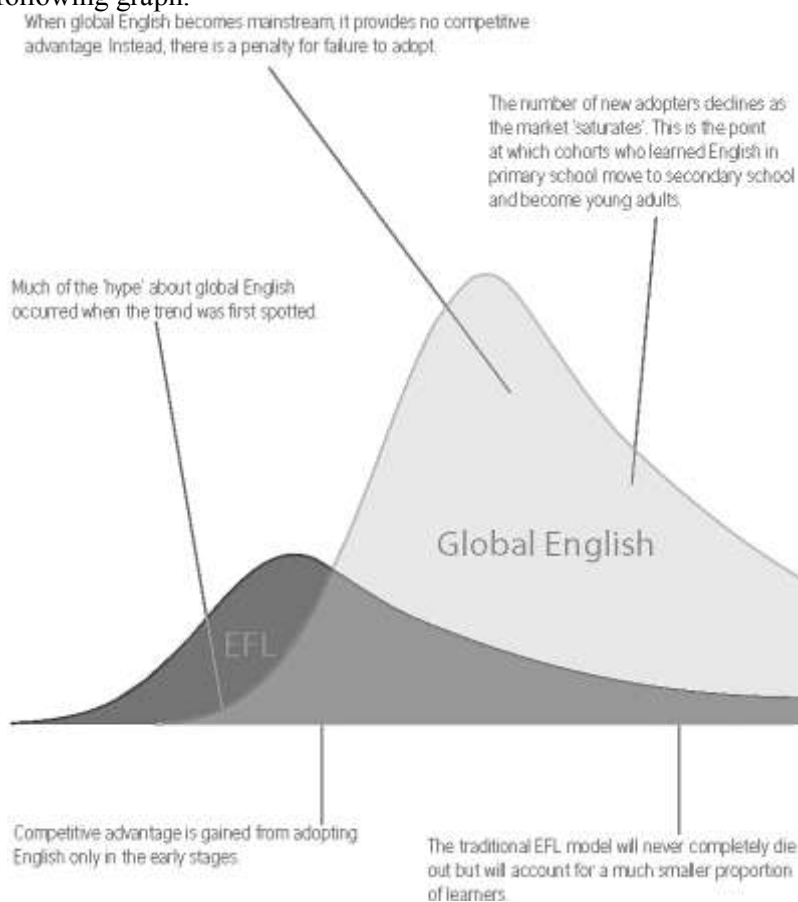 following graph.
When global English becomes mainstream, it provides no competitive
advantage. Instead, there is a penalty for failure to adopt.
The number of new adopters declines as
the market 'saturates'. This is the point
at which cohorts who learned English in
primary school move to secondary school
and become young adults.
Much of the 'hype' about global English
occurred when the trend was first spotted.
Global English
EFL
Competitive advantage is gained from adopting
English only in the early stages.
The traditional EFL model will never completely die
out but will account for a much smaller proportion
of learners.